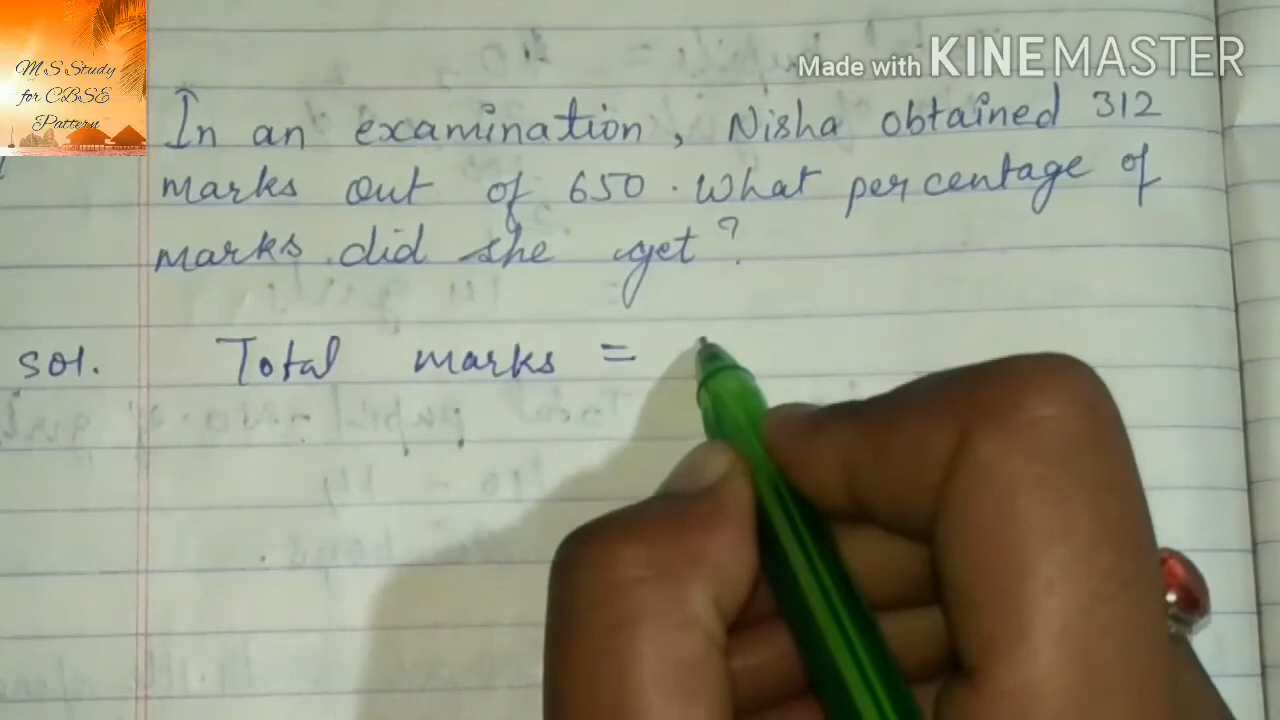 M.S Study
for CBSE
Pattern
Made with KINEMASTER
In an examination, Nisha obtained 312
marks out of 650. What percentage of
marks did she get?
sol. Total marks =